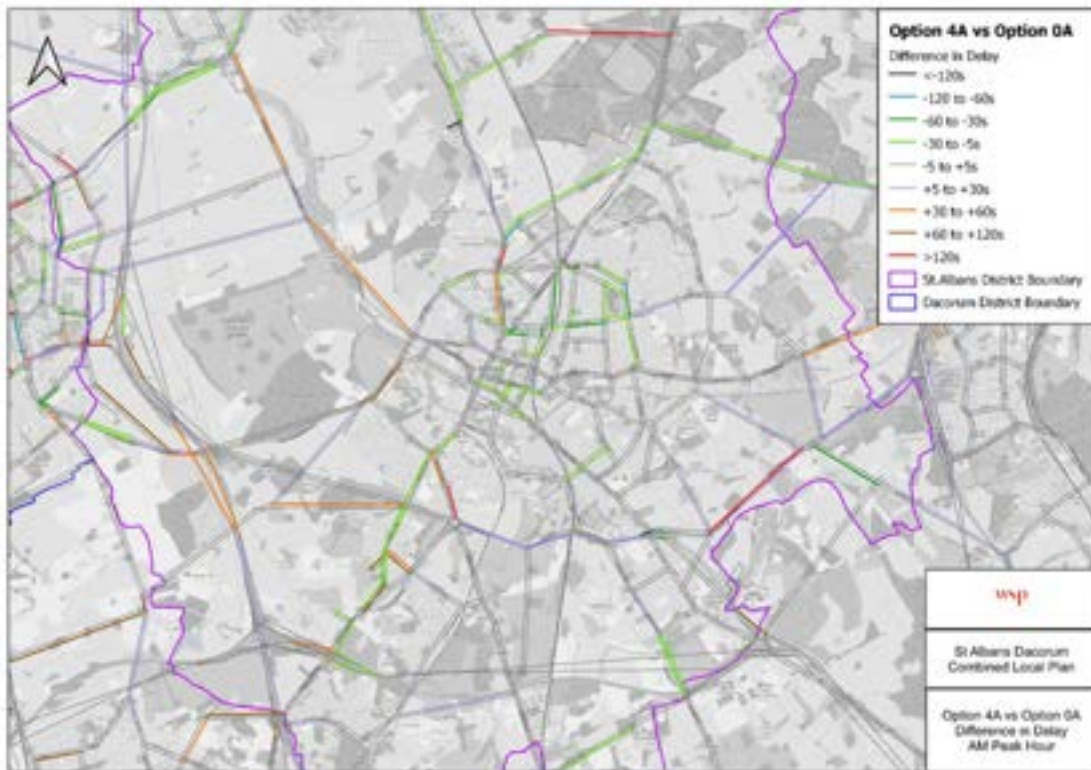 Option 4A vs Option 0A
Difference in Delay
<-120s
-120 to -60s
-60 to -30s
-30 to -5s
-5 to +5s
+5 to +30s
+30 to +60s
+60 to +120s
>120s
St Albans District Boundary
Dacorum District Boundary
wsp
St Albans Dacorum
Combined Local Plan
Option 4A vs Option 0A
Difference in Delay
AM Peak Hour